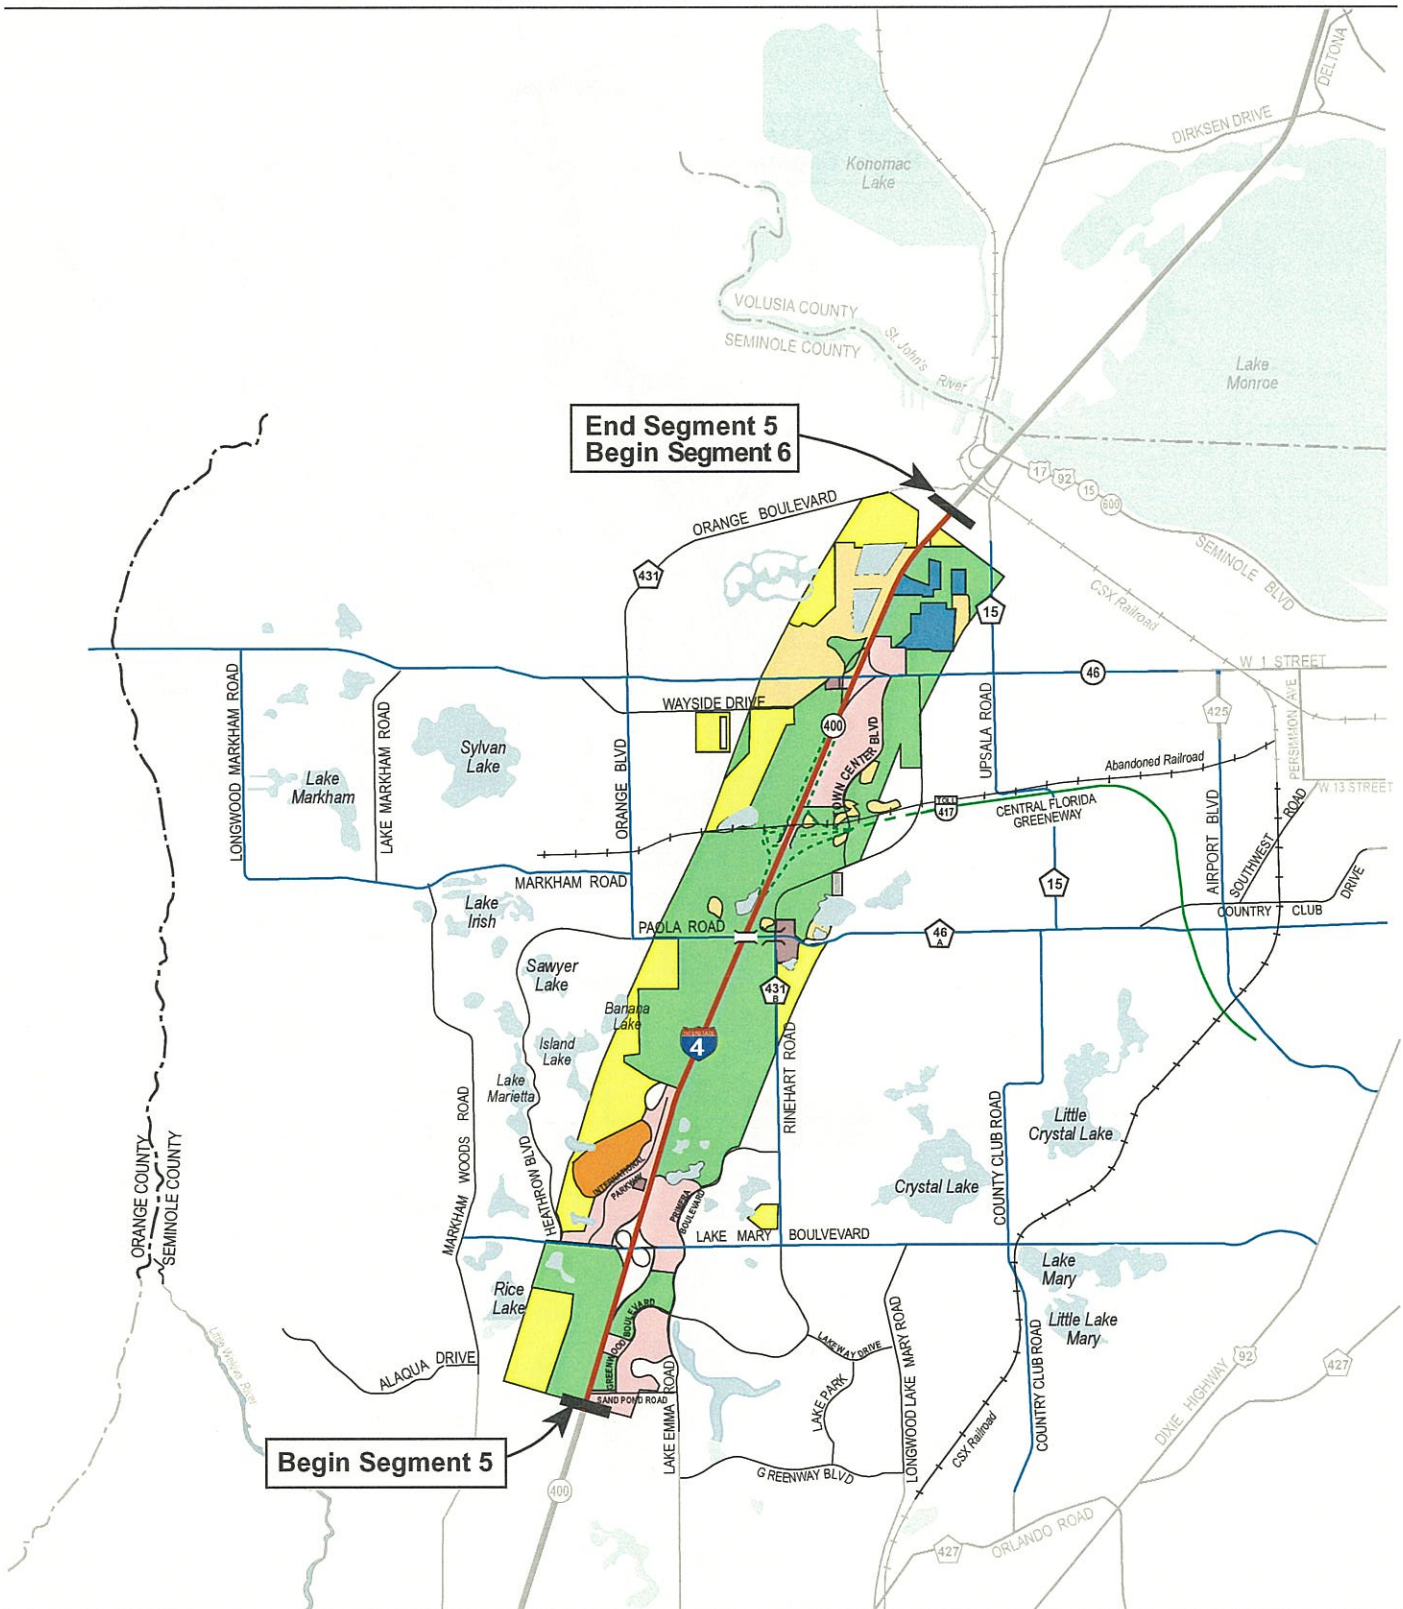 DELTONA
DIRKSEN DRIVE
Konomac
Lake
VOLUSIA COUNTY
SEMINOLE COUNTY
St. John's
River
Lake
Monroe
End Segment 5
Begin Segment 6
17
92
15
600
ORANGE BOULEVARD
SEMINOLE BLVD
431
CSX Railroad
15
W 1 STREET
46
LONGWOOD MARKHAM ROAD
LAKE MARKHAM ROAD
WAYSIDE DRIVE
UPSALA ROAD
PERSIMMON AVE
425
400
TOWN CENTER BLVD
Sylvan
Lake
ORANGE BLVD
Lake
Markham
Abandoned Railroad
W 13 STREET
TOLL
417
CENTRAL FLORIDA
GREENEWAY
AIRPORT BLVD
SOUTHWEST ROAD
MARKHAM ROAD
15
DRIVE
COUNTRY CLUB
Lake
Irish
PAOLA ROAD
46
A
Sawyer
Lake
431
B
Banana
Lake
Island
Lake
4
RINEHART ROAD
Lake
Marietta
MARKHAM WOODS ROAD
HEATHROW BLVD
Little
Crystal Lake
COUNTY CLUB ROAD
INTERNATIONAL
PARKWAY
Crystal Lake
ORANGE COUNTY
SEMINOLE COUNTY
PRIMERA
BOULEVARD
LAKE MARY BOULVEVARD
Lake
Mary
Rice
Lake
Little Lake
Mary
GREENWOOD BOULEVARD
Little Wekiva River
LAKEWAY DRIVE
LONGWOOD LAKE MARY ROAD
COUNTRY CLUB ROAD
92
427
ALAQUA DRIVE
SAND POND ROAD
LAKE EMMA ROAD
LAKE PARK
DIXIE HIGHWAY
CSX Railroad
Begin Segment 5
GREENWAY BLVD
400
427
ORLANDO ROAD